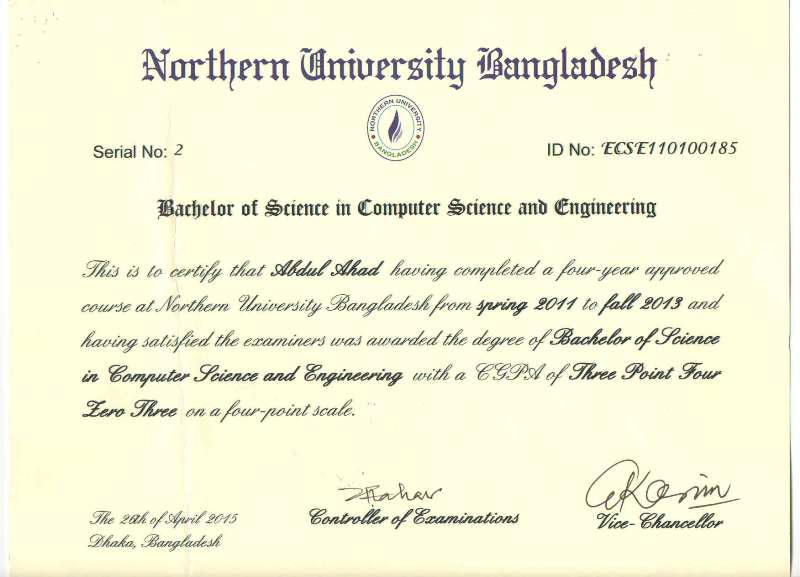 Northern University Bangladesh
NORTHERN UNIVERSITY
BANGLADESH
Serial No: 2
ID No: ECSE110100185
Bachelor of Science in Computer Science and Engineering
This is to certify that Abdul Ahad having completed a four-year approved
course at Northern University Bangladesh from spring 2011 to fall 2013 and
having satisfied the examiners was awarded the degree of Bachelor of Science
in Computer Science and Engineering with a CGPA of Three Point Four
Zero Three on a four-point scale.
The 26th of April 2015
Dhaka, Bangladesh
Controller of Examinations
Vice-Chancellor